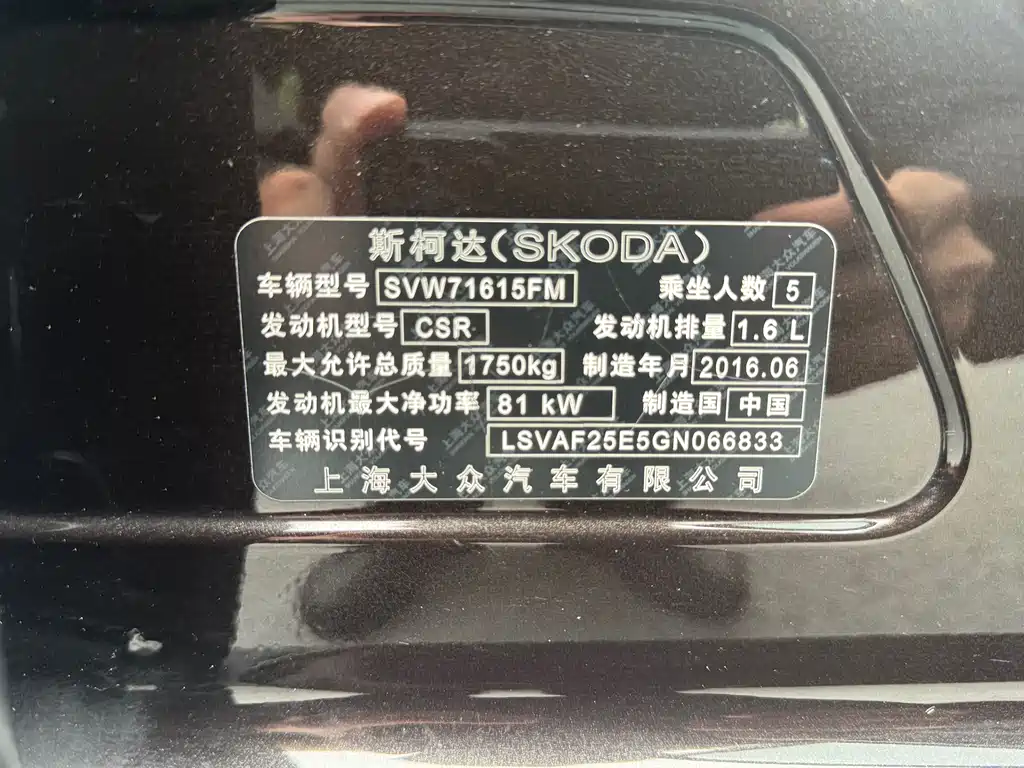 斯柯达(SKODA)
车辆型号 SVW71615FM 乘坐人数 5
发动机型号 CSR 发动机排量 1.6 L
最大允许总质量 1750kg 制造年月 2016.06
发动机最大净功率 81 kW 制造国 中国
车辆识别代号 LSVAF25E5GN066833
上海大众汽车有限公司